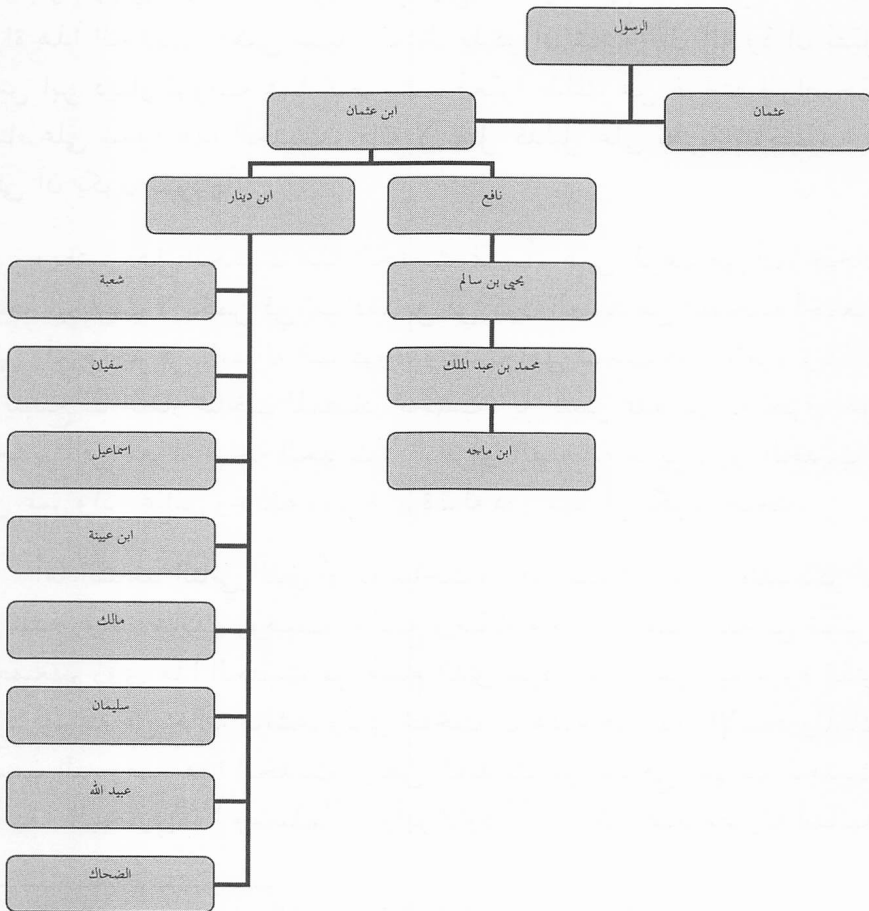 الرسول
عثمان
ابن عثمان
نافع
ابن دينار
يحيى بن سالم
محمد بن عبد الملك
ابن ماجه
شعبة
سفيان
اسماعيل
ابن عيينة
مالك
سليمان
عبيد الله
الضحاك